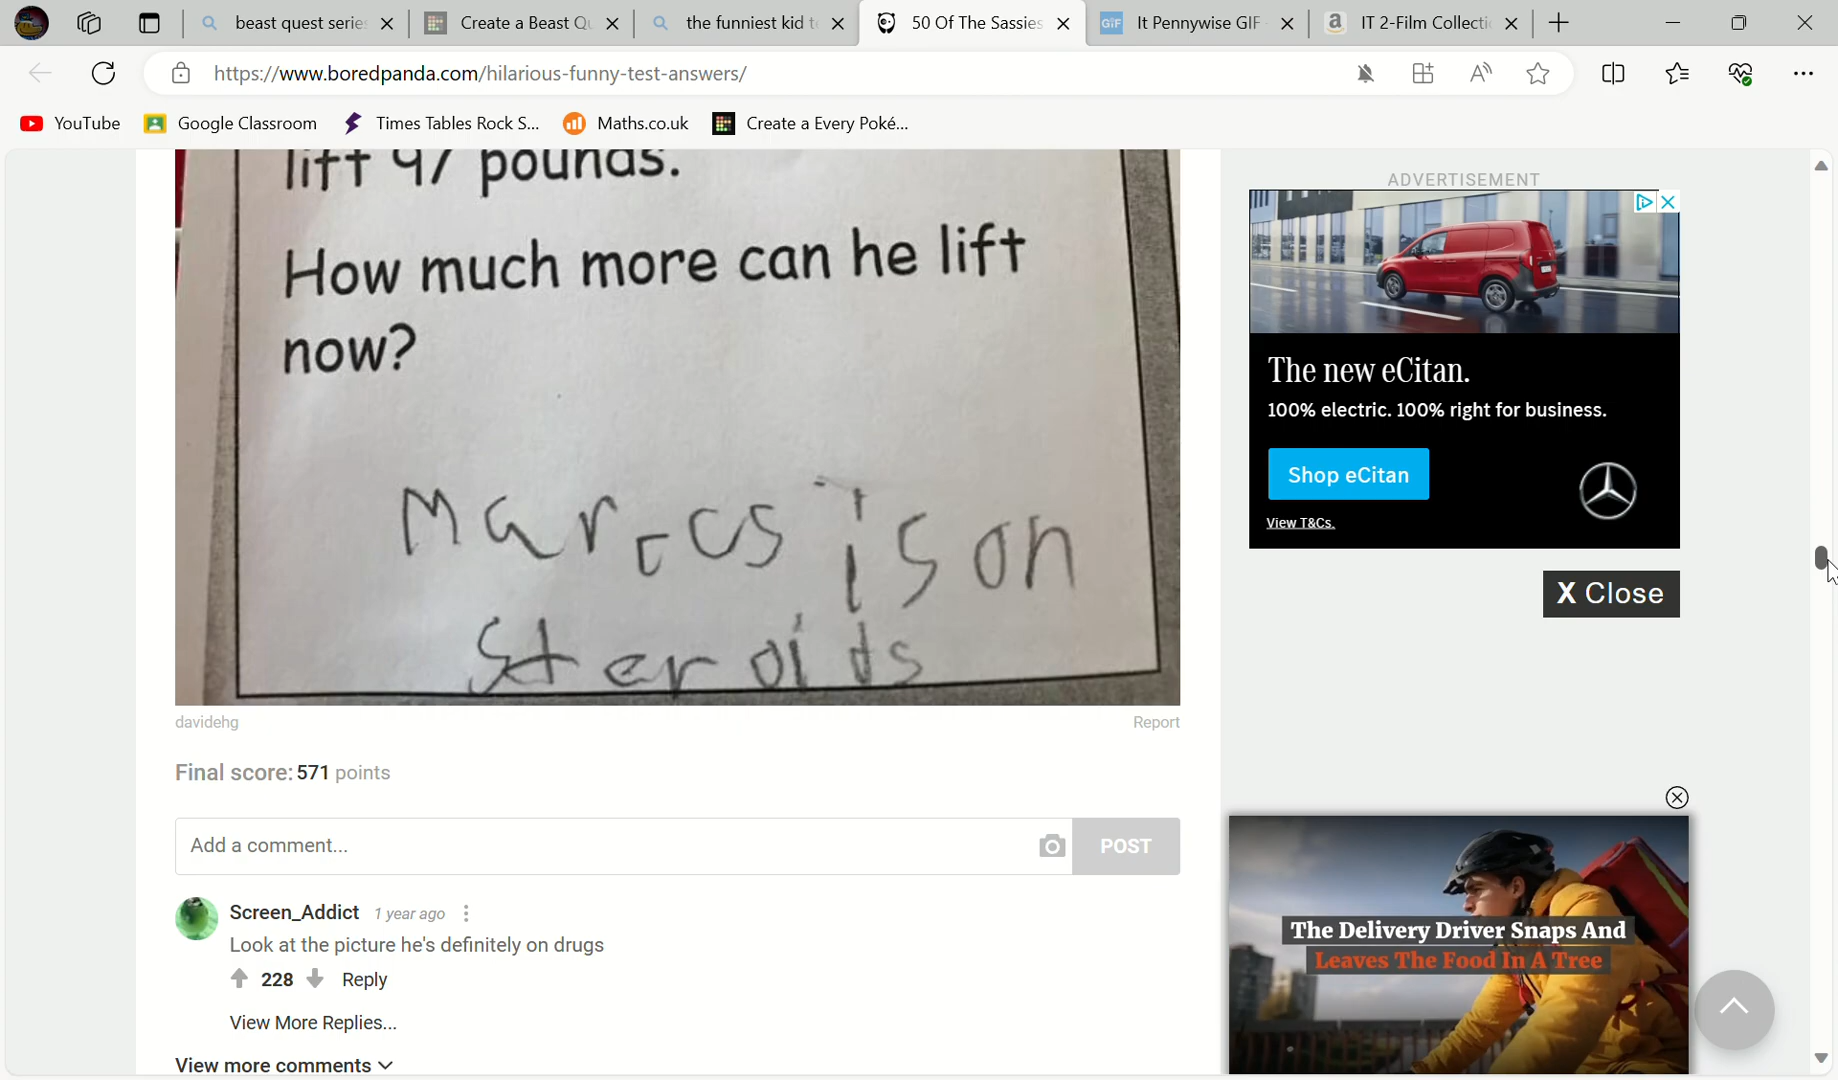 beast quest serie
Create a Beast Qu
the funniest kid t
50 Of The Sassies
It Pennywise GIF
IT 2-Film Collecti
https://www.boredpanda.com/hilarious-funny-test-answers/
YouTube
Google Classroom
Times Tables Rock S...
Maths.co.uk
Create a Every Poké...
lift 97 pounds.
How much more can he lift
now?
Marccs is on
steroids
davidehg
Report
Final score: 571 points
Add a comment...
POST
Screen_Addict 1 year ago
Look at the picture he's definitely on drugs
228 Reply
View More Replies...
View more comments
ADVERTISEMENT
The new eCitan.
100% electric. 100% right for business.
Shop eCitan
View T&Cs.
X Close
The Delivery Driver Snaps And
Leaves The Food In A Tree